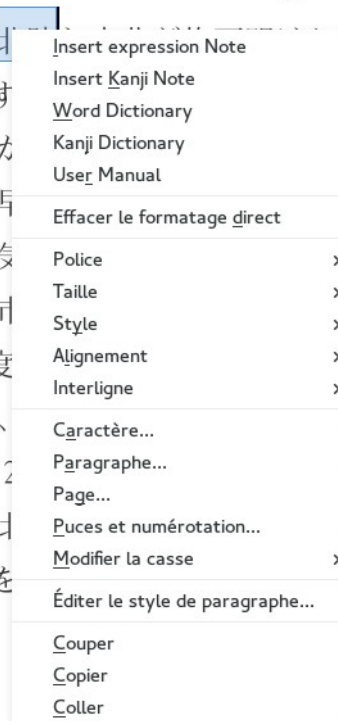 Insert expression Note
Insert Kanji Note
Word Dictionary
Kanji Dictionary
User Manual
Effacer le formatage direct
Police
Taille
Style
Alignement
Interligne
Caractère...
Paragraphe...
Page...
Puces et numérotation...
Modifier la casse
Éditer le style de paragraphe...
Couper
Copier
Coller